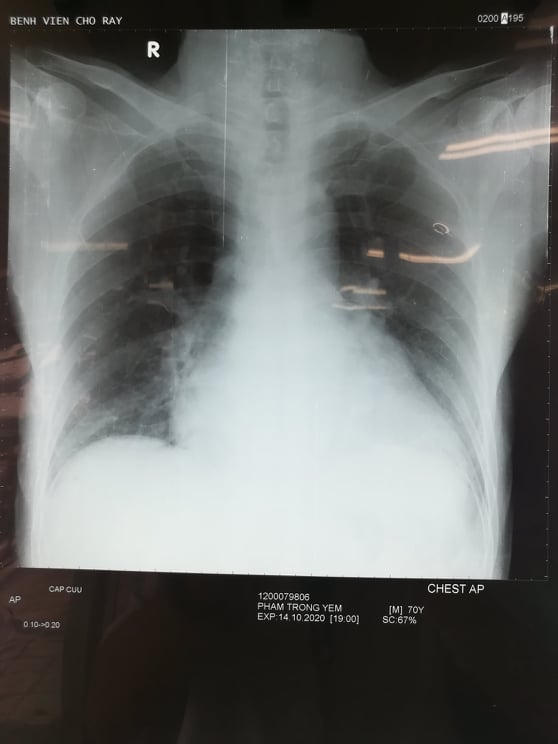 BENH VIEN CHO RAY
0200 A195
R
CAP CUU
CHEST AP
AP
1200079806
PHAM TRONG YEM [M] 70Y
EXP:14.10.2020 [19:00] SC:67%
0.10->0.20